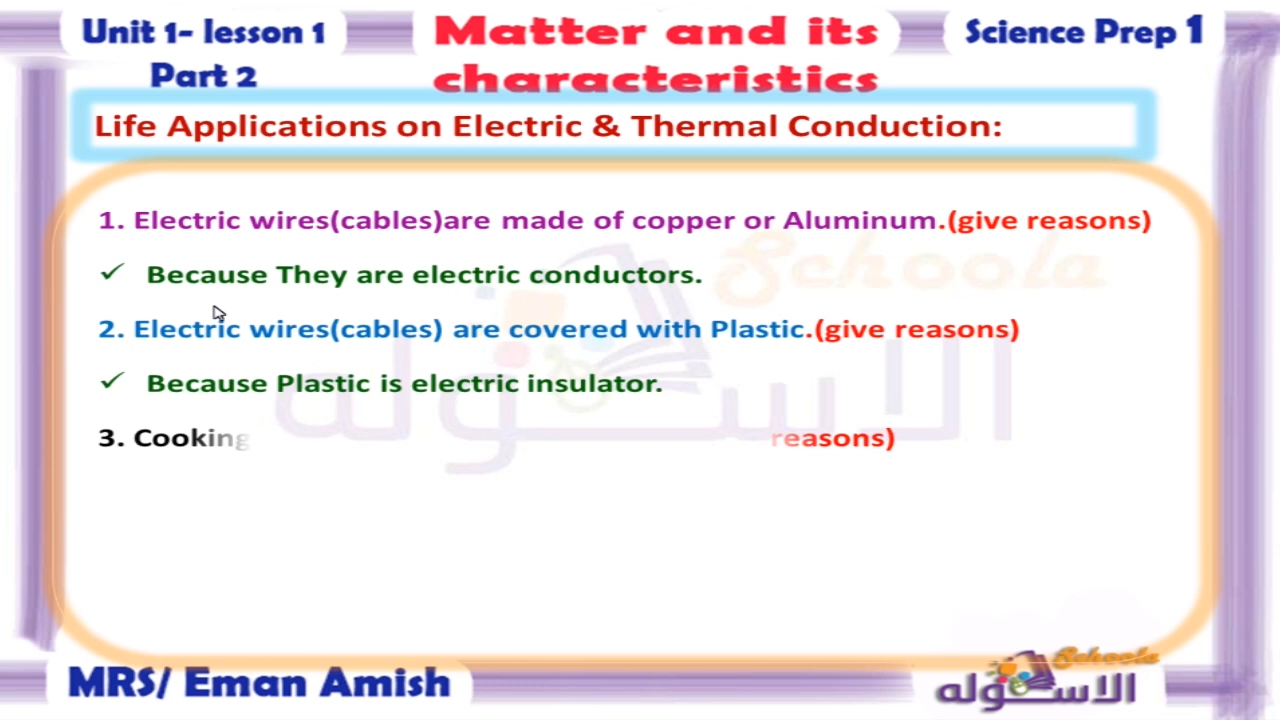 Unit 1- lesson 1
Part 2
Matter and its
characteristics
Science Prep 1
Life Applications on Electric & Thermal Conduction:
1. Electric wires(cables)are made of copper or Aluminum.(give reasons)
✓ Because They are electric conductors.
2. Electric wires(cables) are covered with Plastic.(give reasons)
✓ Because Plastic is electric insulator.
3. Cooking reasons)
Schoola
الاسكوله
MRS/ Eman Amish
Schoola
الاسكوله